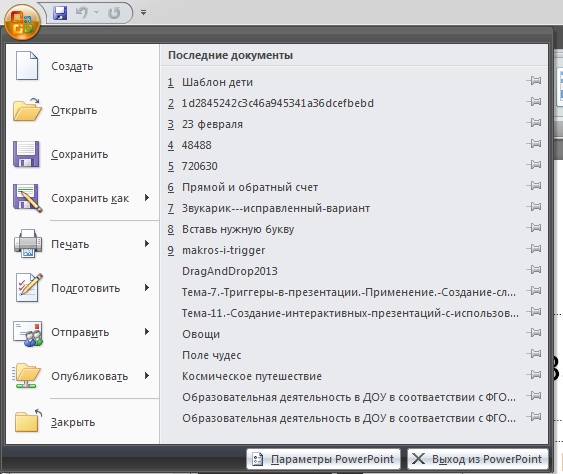 Последние документы
Создать
Открыть
Сохранить
Сохранить как
Печать
Подготовить
Отправить
Опубликовать
Закрыть
1 Шаблон дети
2 1d2845242c3c46a945341a36dcefbebd
3 23 февраля
4 48488
5 720630
6 Прямой и обратный счет
7 Звукарик---исправленный-вариант
8 Вставь нужную букву
9 makros-i-trigger
DragAndDrop2013
Тема-7.-Триггеры-в-презентации.-Применение.-Создание-сл...
Тема-11.-Создание-интерактивных-презентаций-с-использов...
Овощи
Поле чудес
Космическое путешествие
Образовательная деятельность в ДОУ в соотваетствии с ФГО...
Образовательная деятельность в ДОУ в соответствии с ФГО...
Параметры PowerPoint
Выход из PowerPoint